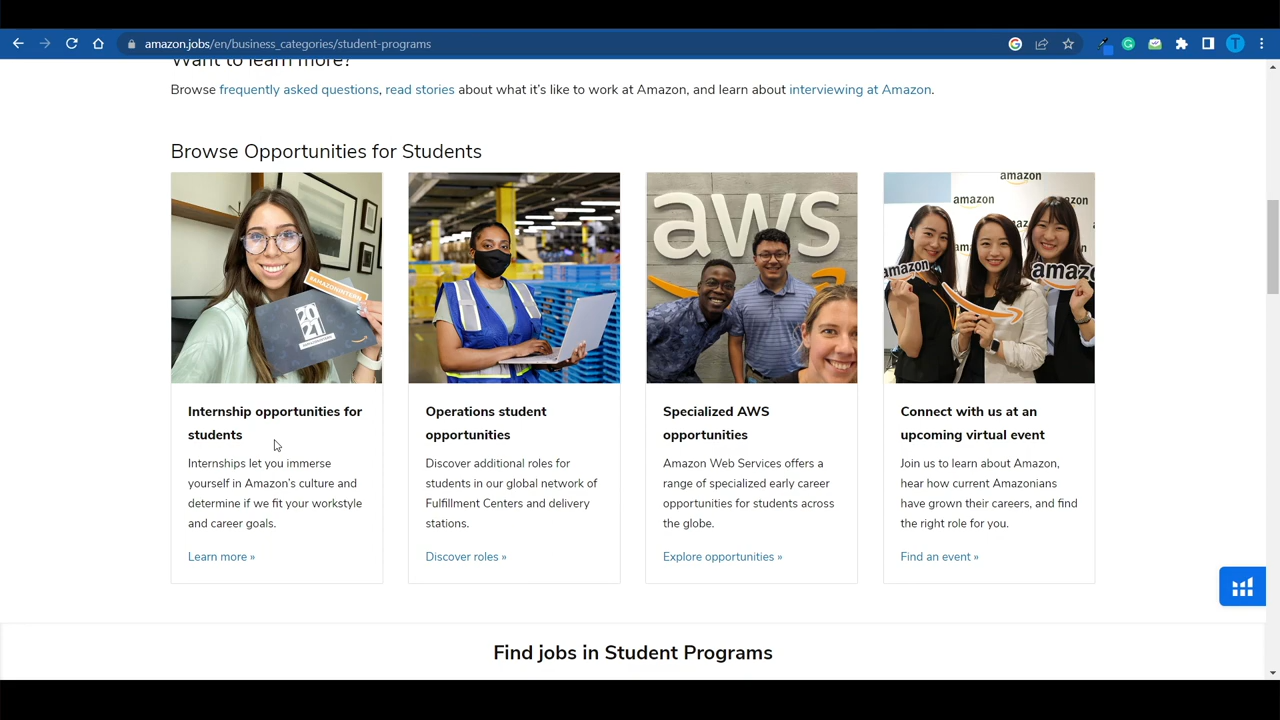 amazon.jobs/en/business_categories/student-programs
Want to learn more?
Browse frequently asked questions, read stories about what it's like to work at Amazon, and learn about interviewing at Amazon.
Browse Opportunities for Students
#AMAZONINTERN
2021
aws
amazon
amazon
amazon
amazon
amaz
Internship opportunities for
students
Internships let you immerse
yourself in Amazon's culture and
determine if we fit your workstyle
and career goals.
Learn more »
Operations student
opportunities
Discover additional roles for
students in our global network of
Fulfillment Centers and delivery
stations.
Discover roles »
Specialized AWS
opportunities
Amazon Web Services offers a
range of specialized early career
opportunities for students across
the globe.
Explore opportunities »
Connect with us at an
upcoming virtual event
Join us to learn about Amazon,
hear how current Amazonians
have grown their careers, and find
the right role for you.
Find an event »
Find jobs in Student Programs